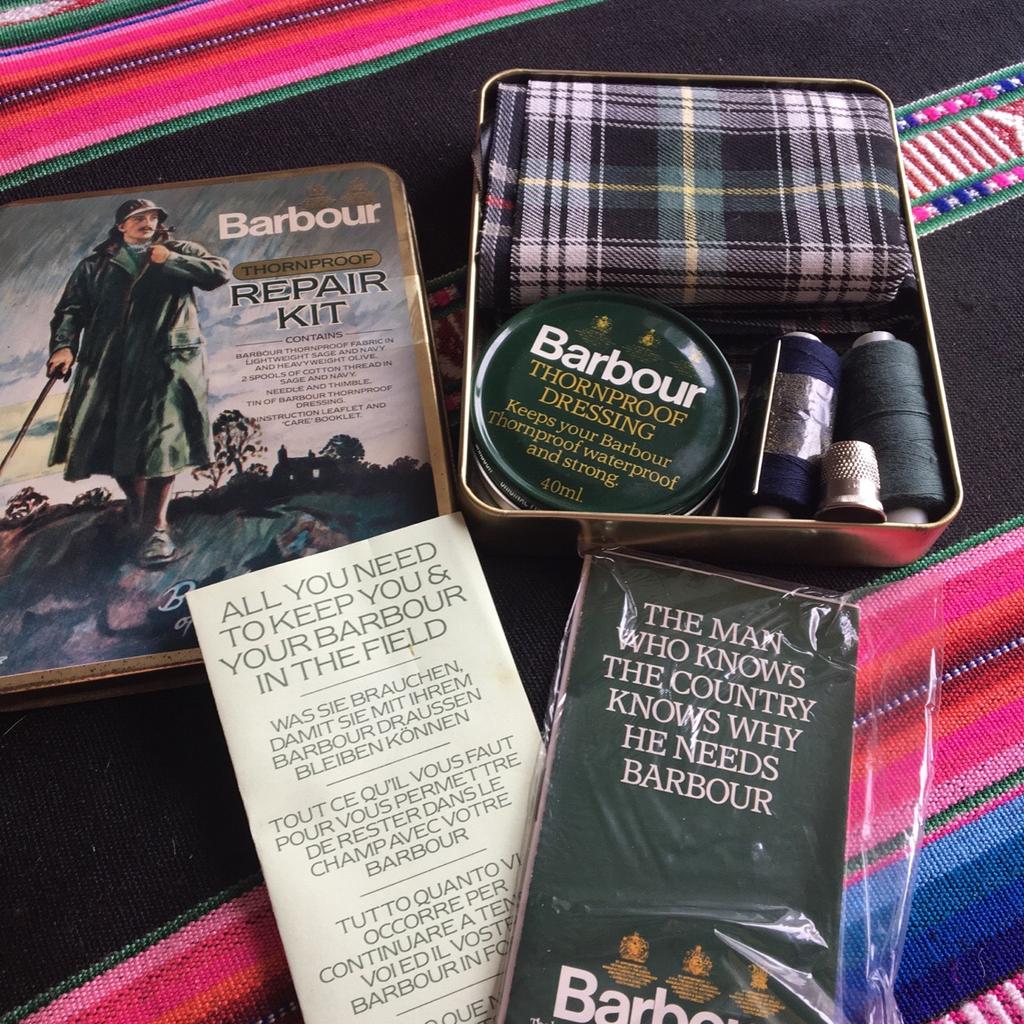 Barbour
THORNPROOF
REPAIR
KIT
CONTAINS
BARBOUR THORNPROOF FABRIC IN
LIGHTWEIGHT SAGE AND NAVY
AND HEAVYWEIGHT OLIVE.
2 SPOOLS OF COTTON THREAD IN
SAGE AND NAVY.
NEEDLE AND THIMBLE.
TIN OF BARBOUR THORNPROOF
DRESSING.
INSTRUCTION LEAFLET AND
'CARE' BOOKLET.
Barbour
THORNPROOF
DRESSING
Keeps your Barbour
Thornproof waterproof
and strong.
40ml.
ALL YOU NEED
TO KEEP YOU &
YOUR BARBOUR
IN THE FIELD
WAS SIE BRAUCHEN,
DAMIT SIE MIT IHREM
BARBOUR DRAUSSEN
BLEIBEN KÖNNEN
TOUT CE QU'IL VOUS FAUT
POUR VOUS PERMETTRE
DE RESTER DANS LE
CHAMP AVEC VOTRE
BARBOUR
TUTTO QUANTO VI
OCCORRE PER
CONTINUARE A TEN
VOI ED IL VOST
BARBOUR IN FO
THE MAN
WHO KNOWS
THE COUNTRY
KNOWS WHY
HE NEEDS
BARBOUR
Barbour